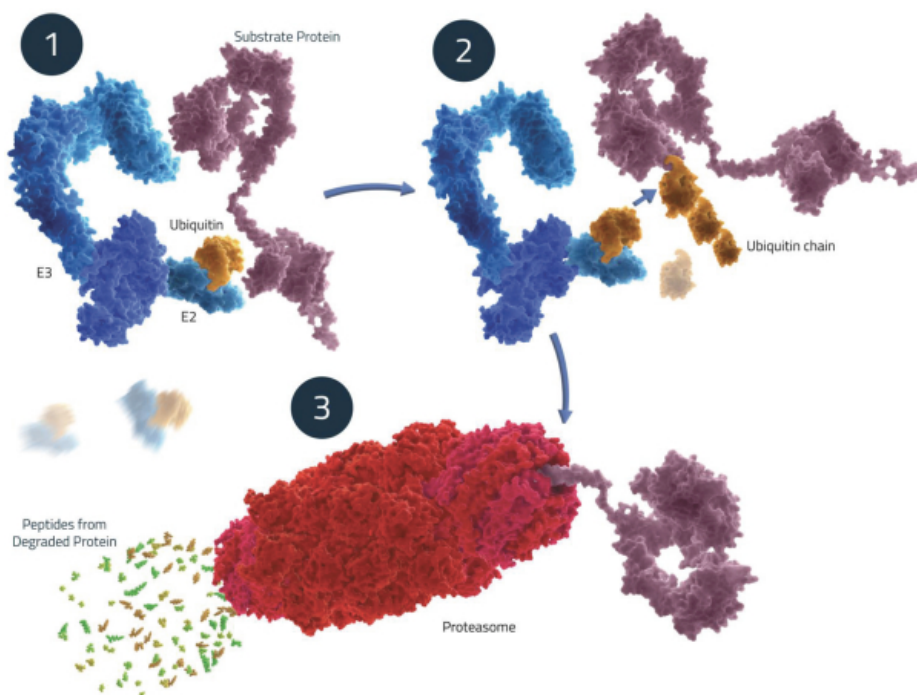 1
Substrate Protein
Ubiquitin
E3
E2
2
Ubiquitin chain
3
Peptides from
Degraded Protein
Proteasome